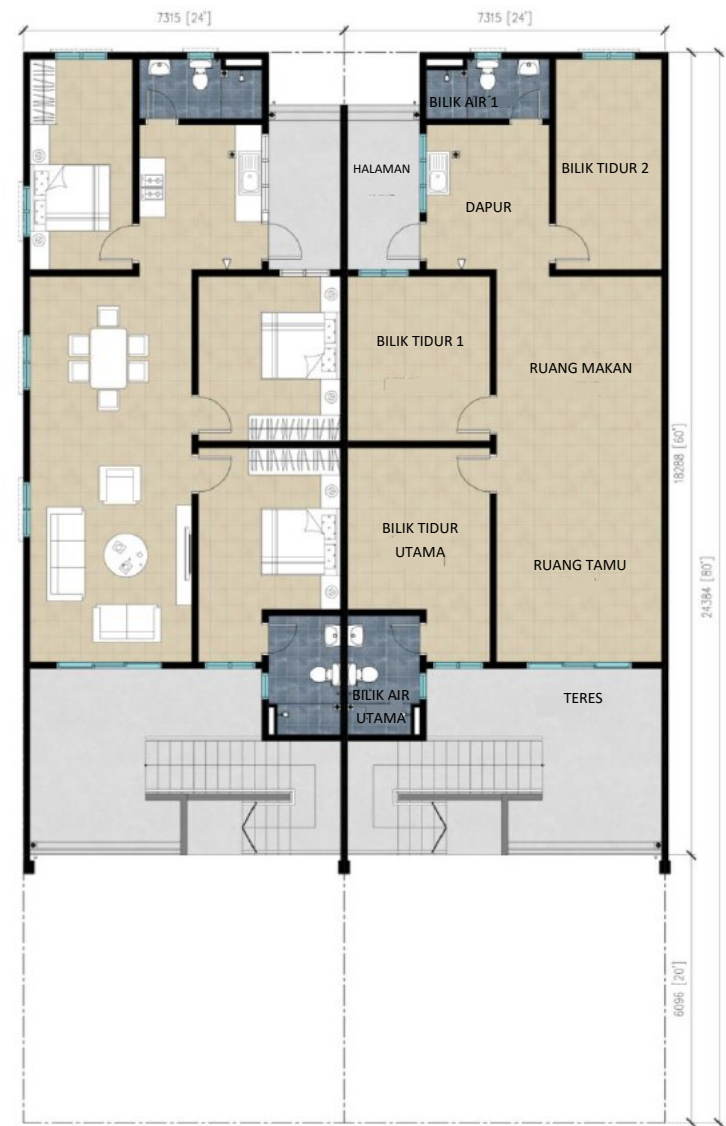 7315 [24']
7315 [24']
BILIK AIR 1
HALAMAN
BILIK TIDUR 2
DAPUR
BILIK TIDUR 1
RUANG MAKAN
18288 [60']
BILIK TIDUR
UTAMA
RUANG TAMU
24384 [80']
BILIK AIR
UTAMA
TERES
6096 [20']